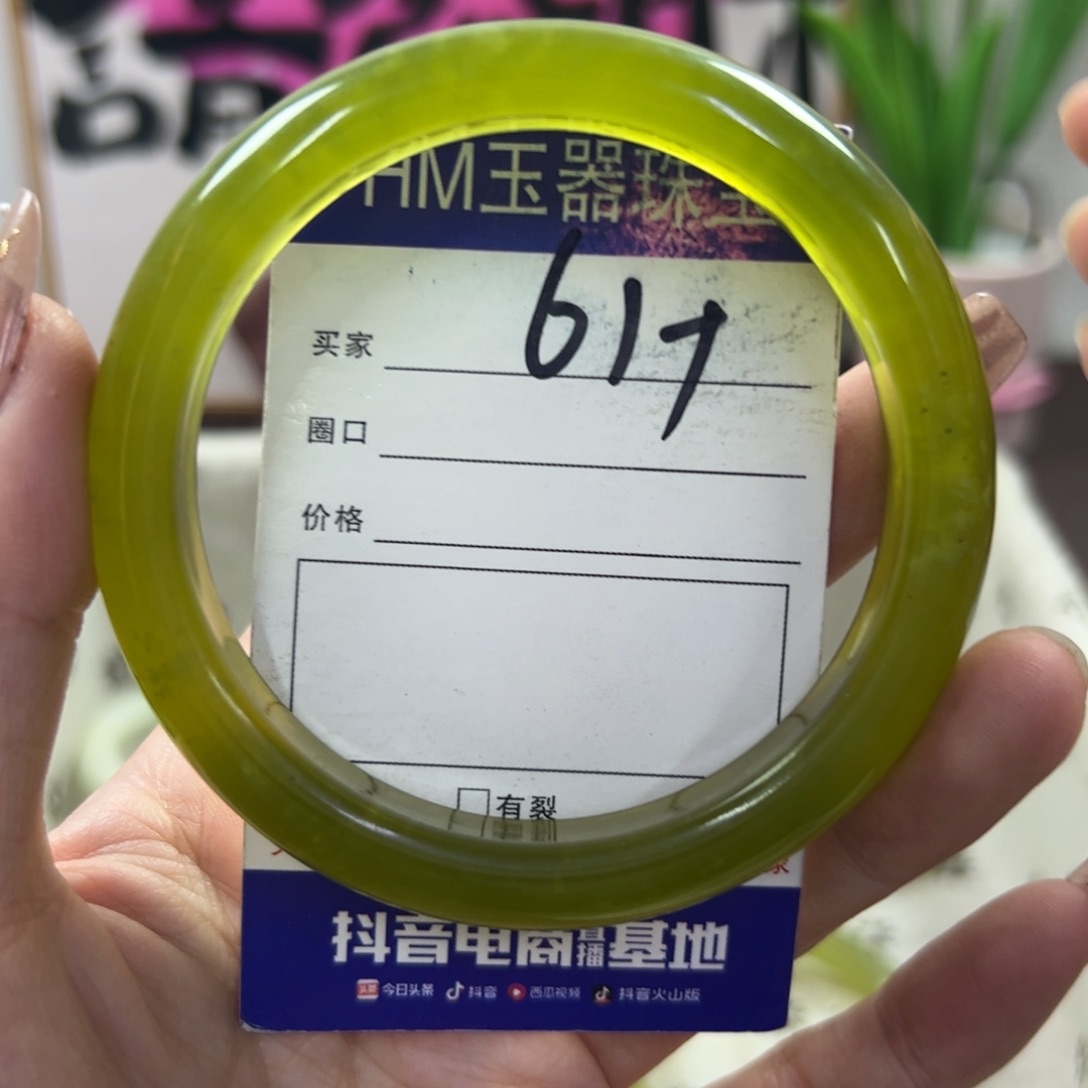 HM玉器珠宝
617
买家
圈口
价格
有裂
抖音电商直播基地
头条 今日头条 抖音 西瓜视频 抖音火山版